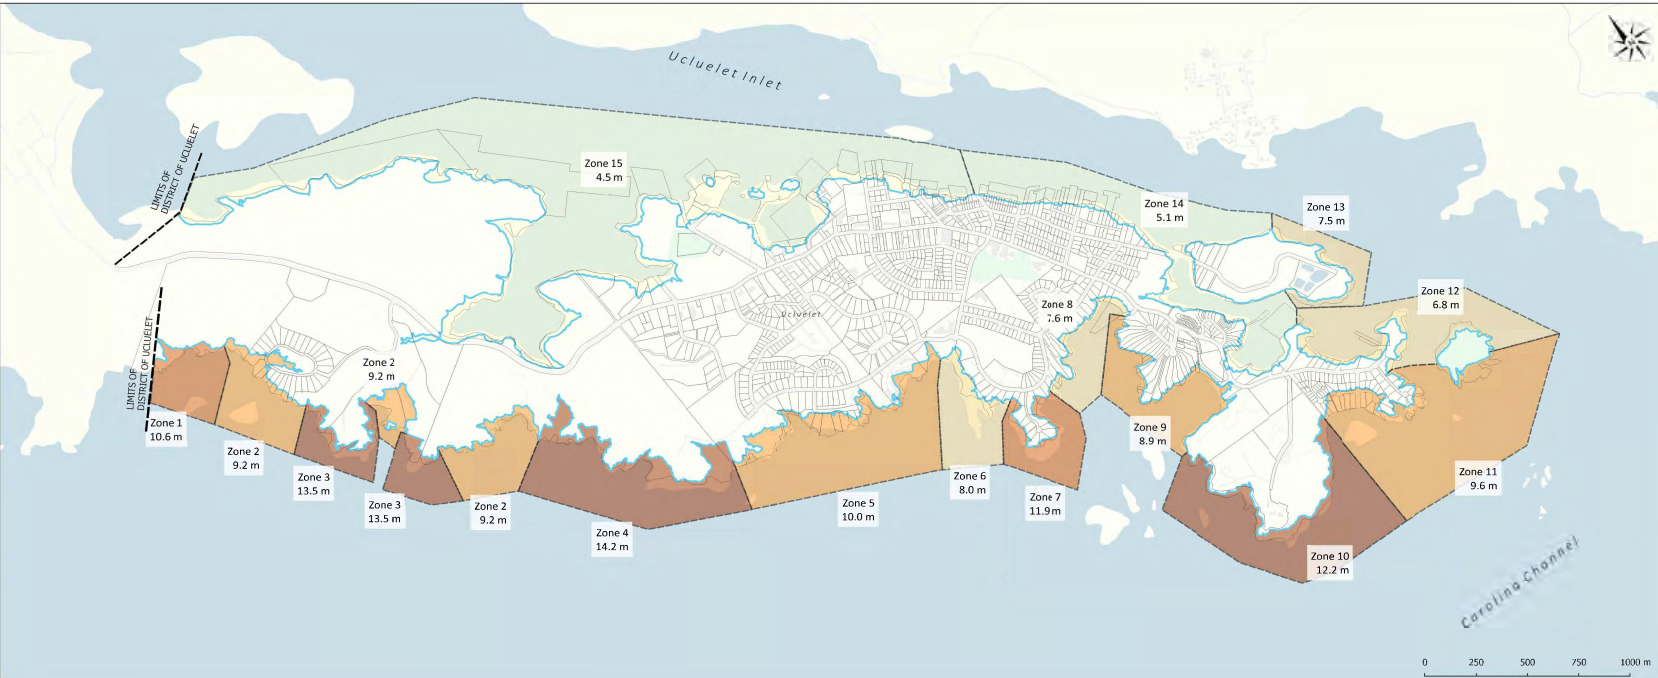 Ucluelet Inlet
LIMITS OF
DISTRICT OF UCLUELET
Zone 15
4.5 m
Zone 14
5.1 m
Zone 13
7.5 m
Zone 12
6.8 m
Zone 8
7.6 m
Ucluelet
LIMITS OF
DISTRICT OF UCLUELET
Zone 2
9.2 m
Zone 1
10.6 m
Zone 2
9.2 m
Zone 3
13.5 m
Zone 3
13.5 m
Zone 2
9.2 m
Zone 4
14.2 m
Zone 5
10.0 m
Zone 6
8.0 m
Zone 7
11.9 m
Zone 9
8.9 m
Zone 11
9.6 m
Zone 10
12.2 m
Carolina Channel
0 250 500 750 1000 m